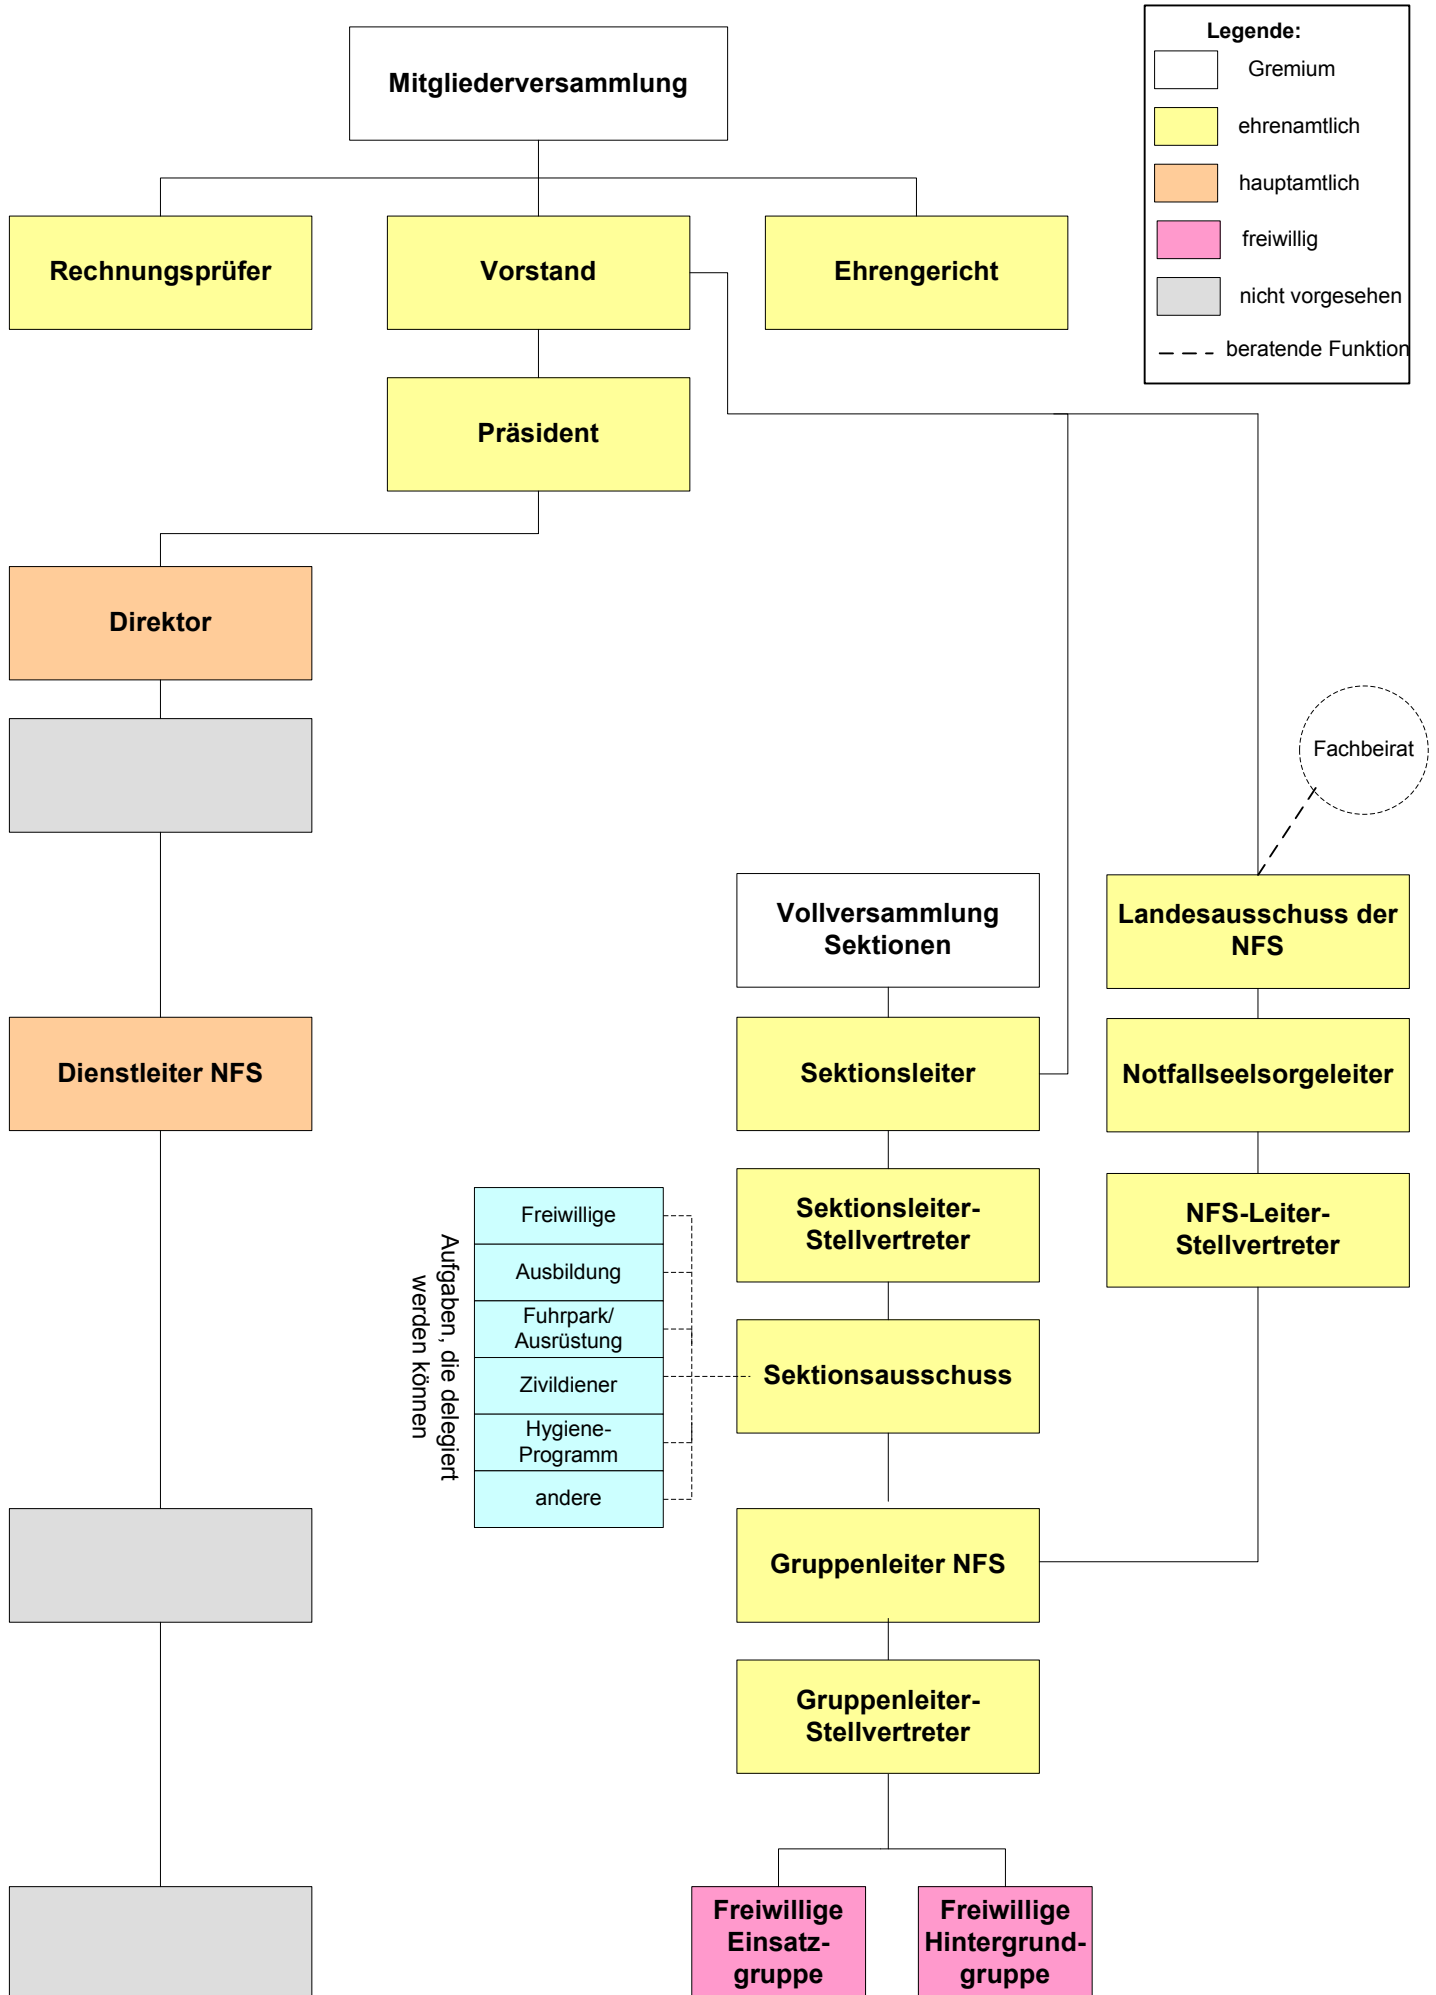 Legende:
Gremium
ehrenamtlich
hauptamtlich
freiwillig
nicht vorgesehen
beratende Funktion
Mitgliederversammlung
Rechnungsprüfer
Vorstand
Ehrengericht
Präsident
Direktor
Fachbeirat
Vollversammlung
Sektionen
Landesausschuss der
NFS
Dienstleiter NFS
Sektionsleiter
Notfallseelsorgeleiter
Sektionsleiter-
Stellvertreter
NFS-Leiter-
Stellvertreter
Aufgaben, die delegiert
werden können
Freiwillige
Ausbildung
Fuhrpark/
Ausrüstung
Zivildiener
Hygiene-
Programm
andere
Sektionsausschuss
Gruppenleiter NFS
Gruppenleiter-
Stellvertreter
Freiwillige
Einsatz-
gruppe
Freiwillige
Hintergrund-
gruppe